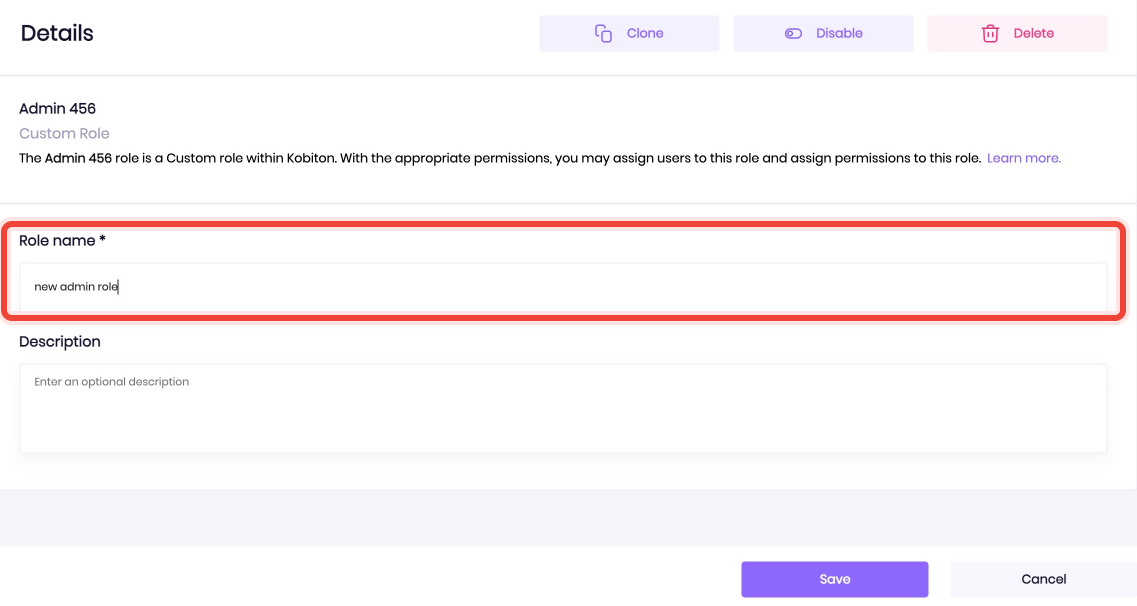 Details
Clone
Disable
Delete
Admin 456
Custom Role
The Admin 456 role is a Custom role within Kobiton. With the appropriate permissions, you may assign users to this role and assign permissions to this role. Learn more.
Role name *
new admin role
Description
Enter an optional description
Save
Cancel